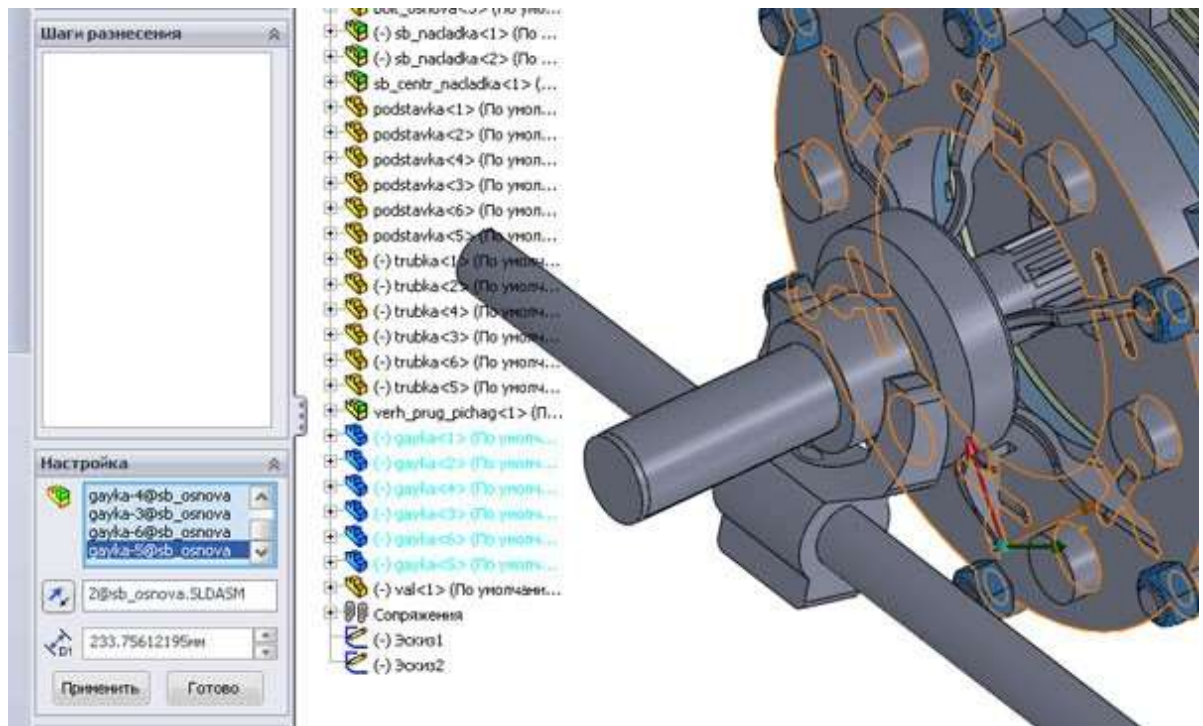 Шаги разнесения
Настройка
gayka-4@sb_osnova
gayka-3@sb_osnova
gayka-6@sb_osnova
gayka-5@sb_osnova
2@sb_osnova.SLDASM
D1
233.75612195мм
Применить
Готово
(-) sb_nacladka<1> (По ...
(-) sb_nacladka<2> (По ...
sb_centr_nacladka<1> (...
podstavka<1> (По умол...
podstavka<2> (По умол...
podstavka<4> (По умол...
podstavka<3> (По умол...
podstavka<6> (По умол...
podstavka<5> (По умол...
(-) trubka<1> (По умолч...
(-) trubka<2> (По умолч...
(-) trubka<4> (По умолч...
(-) trubka<3> (По умолч...
(-) trubka<6> (По умолч...
(-) trubka<5> (По умолч...
verh_prug_pichag<1> (П...
(-) gayka<1> (По умолч...
(-) gayka<2> (По умолч...
(-) gayka<4> (По умолч...
(-) gayka<3> (По умолч...
(-) gayka<6> (По умолч...
(-) gayka<5> (По умолч...
(-) val<1> (По умолчани...
Сопряжения
(-) Эскиз1
(-) Эскиз2